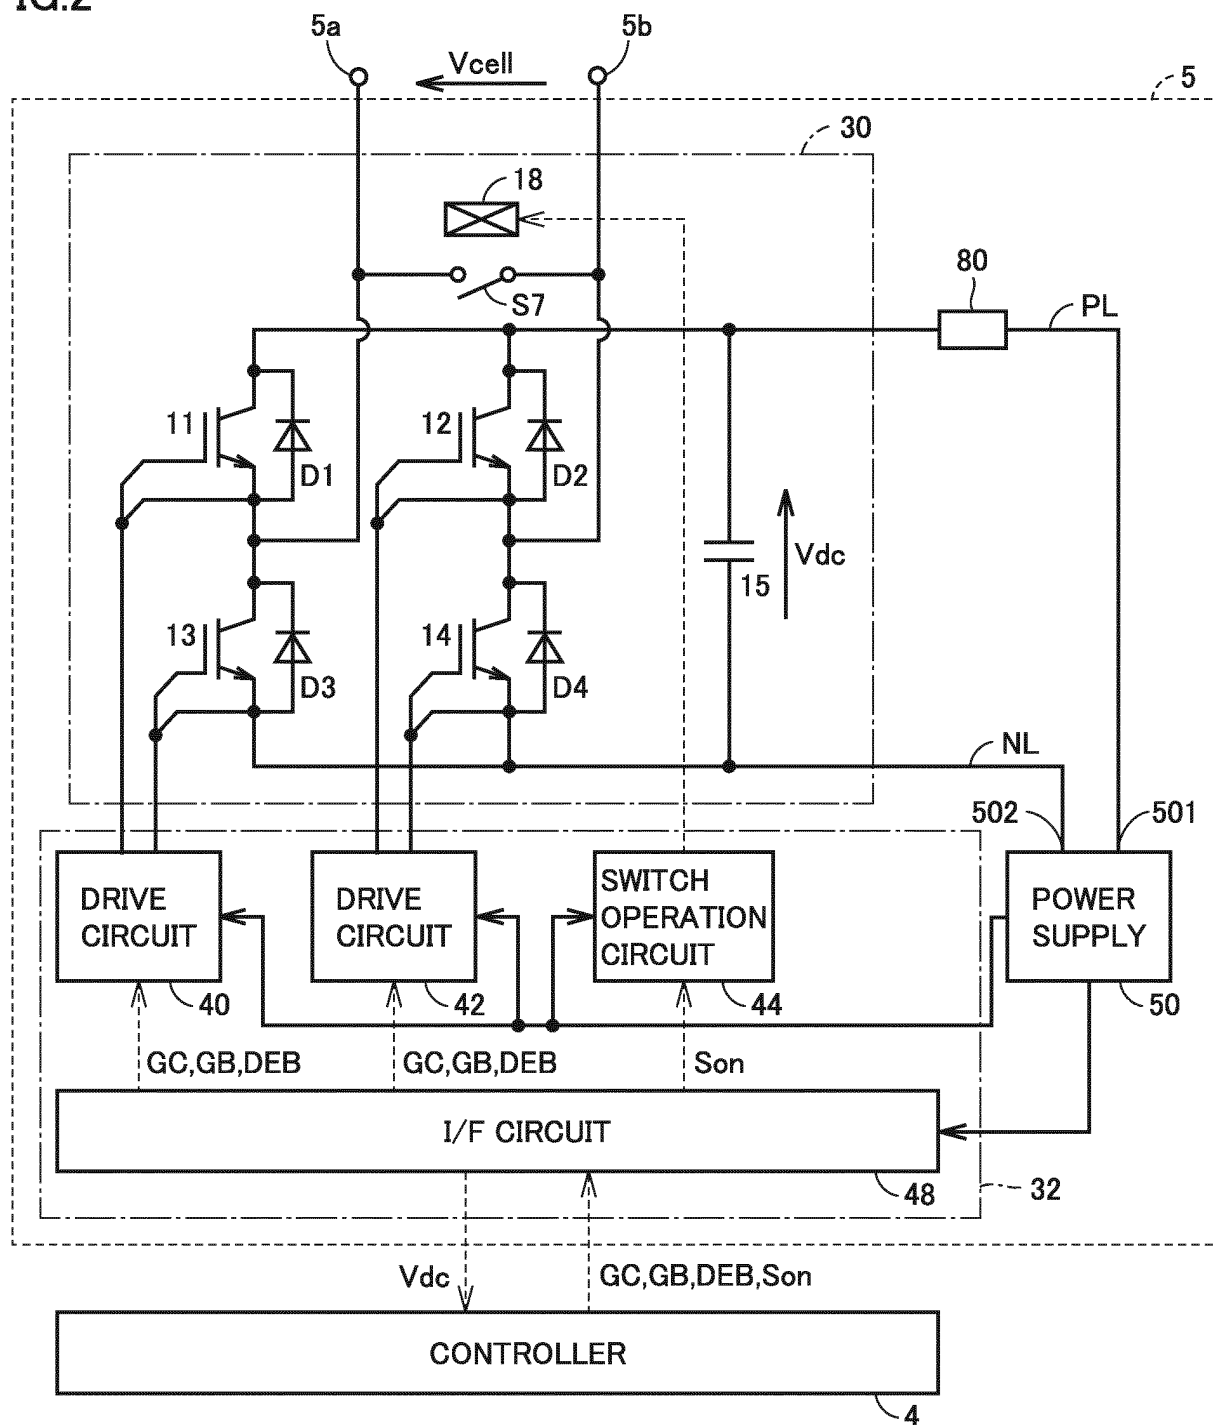 FIG.2
5a
5b
Vcell
5
30
18
S7
80
PL
11
D1
12
D2
Vdc
15
13
D3
14
D4
NL
502
501
DRIVE
CIRCUIT
DRIVE
CIRCUIT
SWITCH
OPERATION
CIRCUIT
POWER
SUPPLY
40
42
44
50
GC,GB,DEB
GC,GB,DEB
Son
I/F CIRCUIT
48
32
Vdc
GC,GB,DEB,Son
CONTROLLER
4